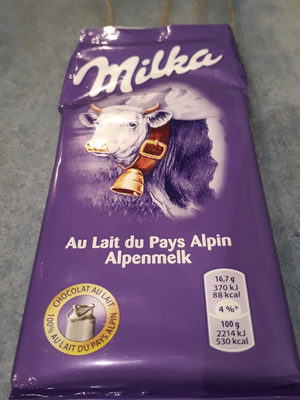 Milka
Au Lait du Pays Alpin
Alpenmelk
CHOCOLAT AU LAIT
100% AU LAIT DU PAYS ALPIN
16,7 g
370 kJ
88 kcal
4 %*
100 g
2214 kJ
530 kcal